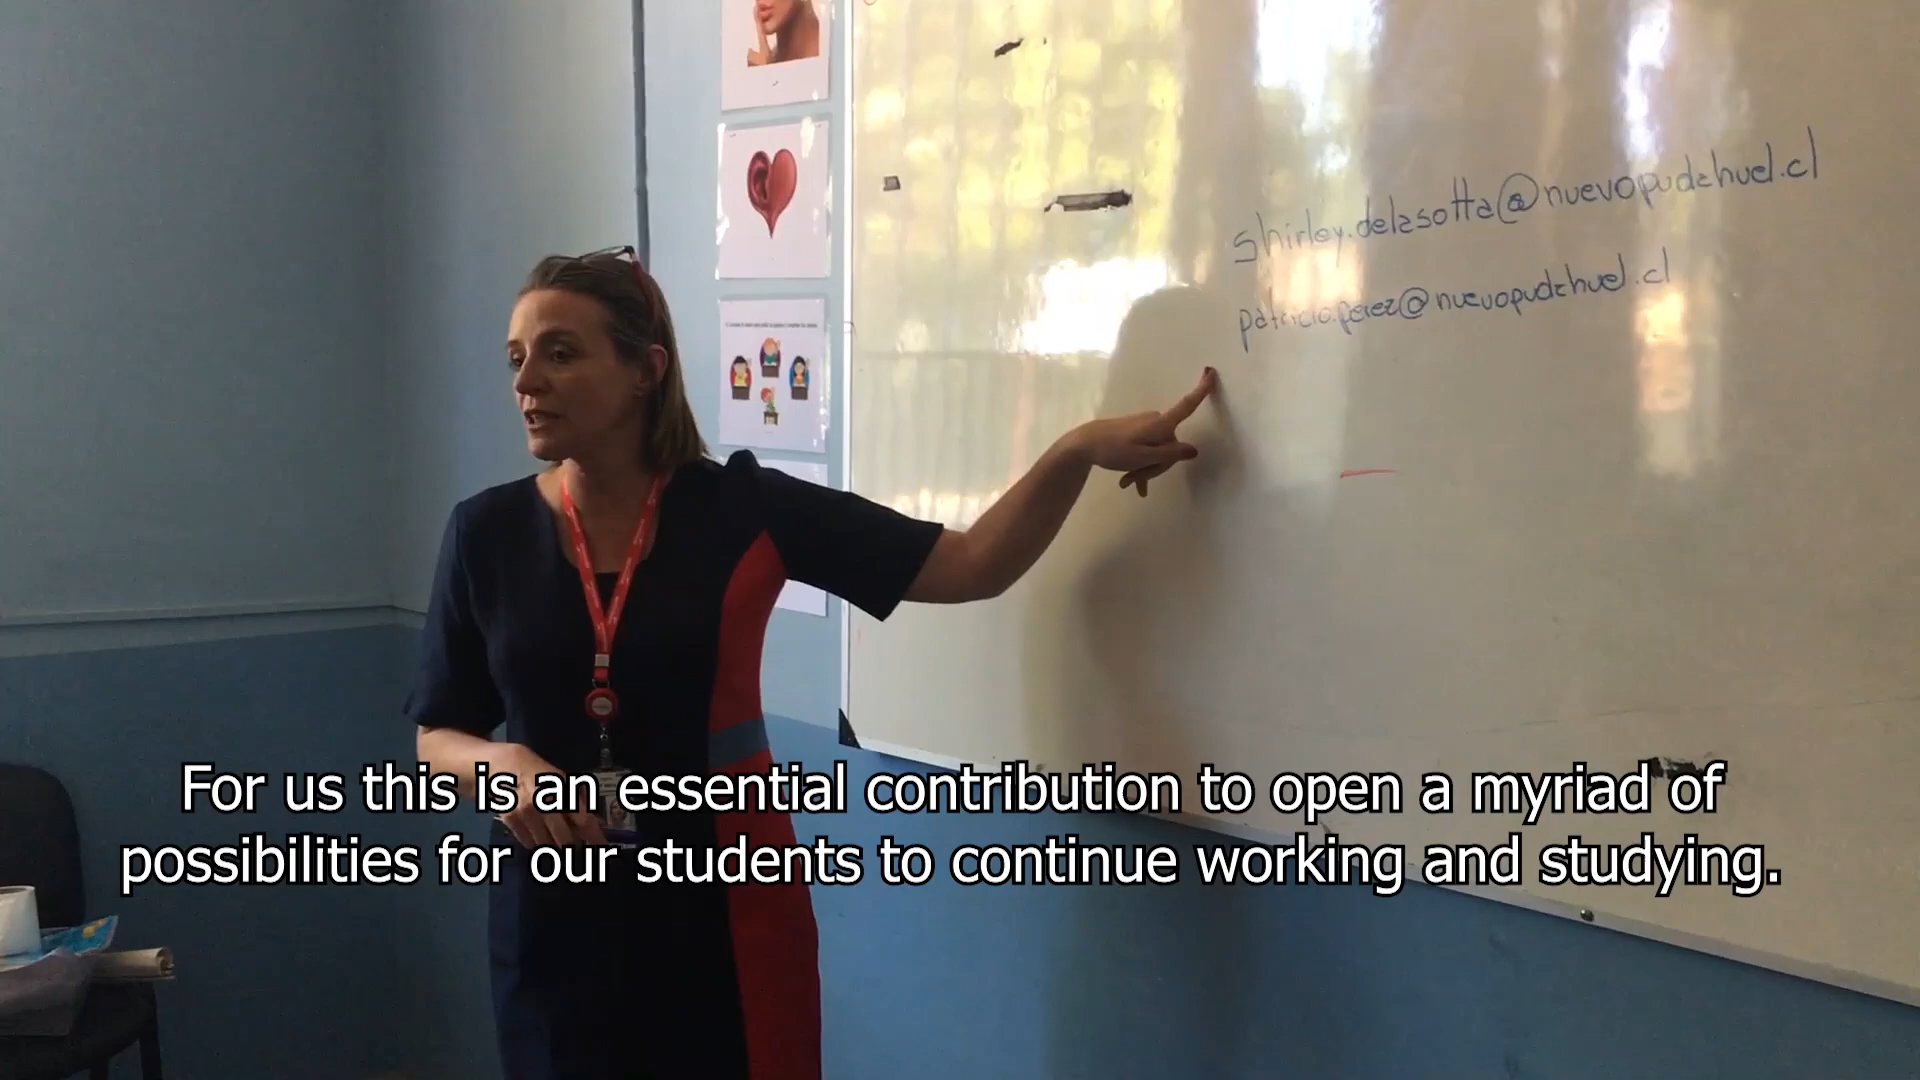 shirley.delasotta@nuevopudahuel.cl
patricio.perez@nuevopudahuel.cl
For us this is an essential contribution to open a myriad of
possibilities for our students to continue working and studying.